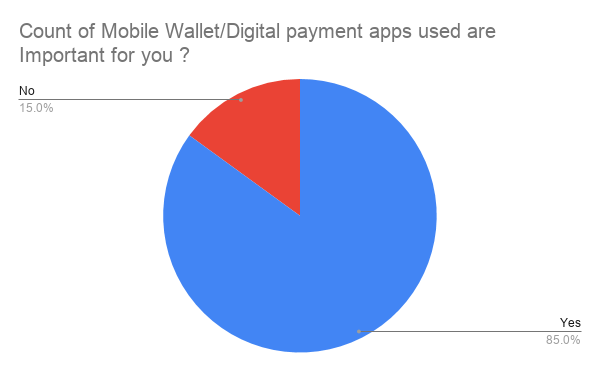 Count of Mobile Wallet/Digital payment apps used are
Important for you ?
No
15.0%
Yes
85.0%